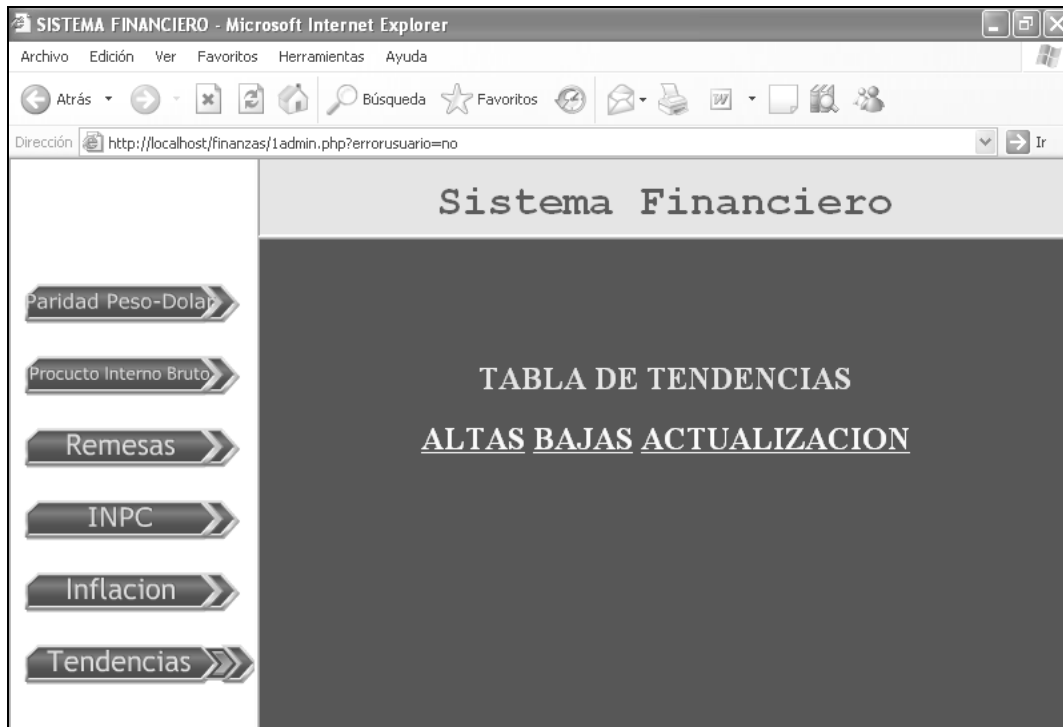 SISTEMA FINANCIERO - Microsoft Internet Explorer
Archivo Edición Ver Favoritos Herramientas Ayuda
Atrás Búsqueda Favoritos
Dirección http://localhost/finanzas/1admin.php?errorusuario=no Ir
Sistema Financiero
Paridad Peso-Dolar
Procucto Interno Bruto
Remesas
INPC
Inflacion
Tendencias
TABLA DE TENDENCIAS
ALTAS BAJAS ACTUALIZACION